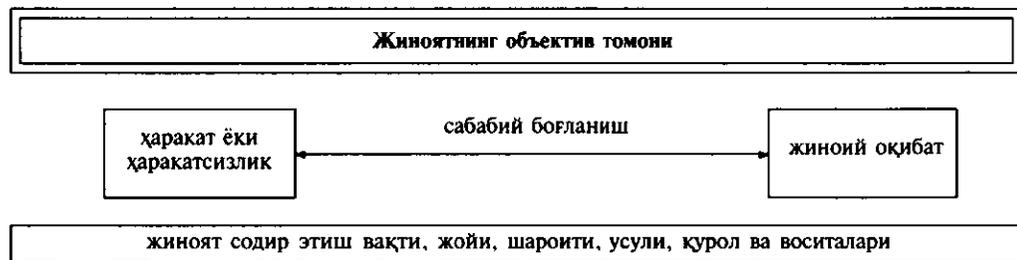 Жиноятнинг объектив томони
ҳаракат ёки
ҳаракатсизлик
сабабий боғланиш
жиноий оқибат
жиноят содир этиш вақти, жойи, шароити, усули, қурол ва воситалари